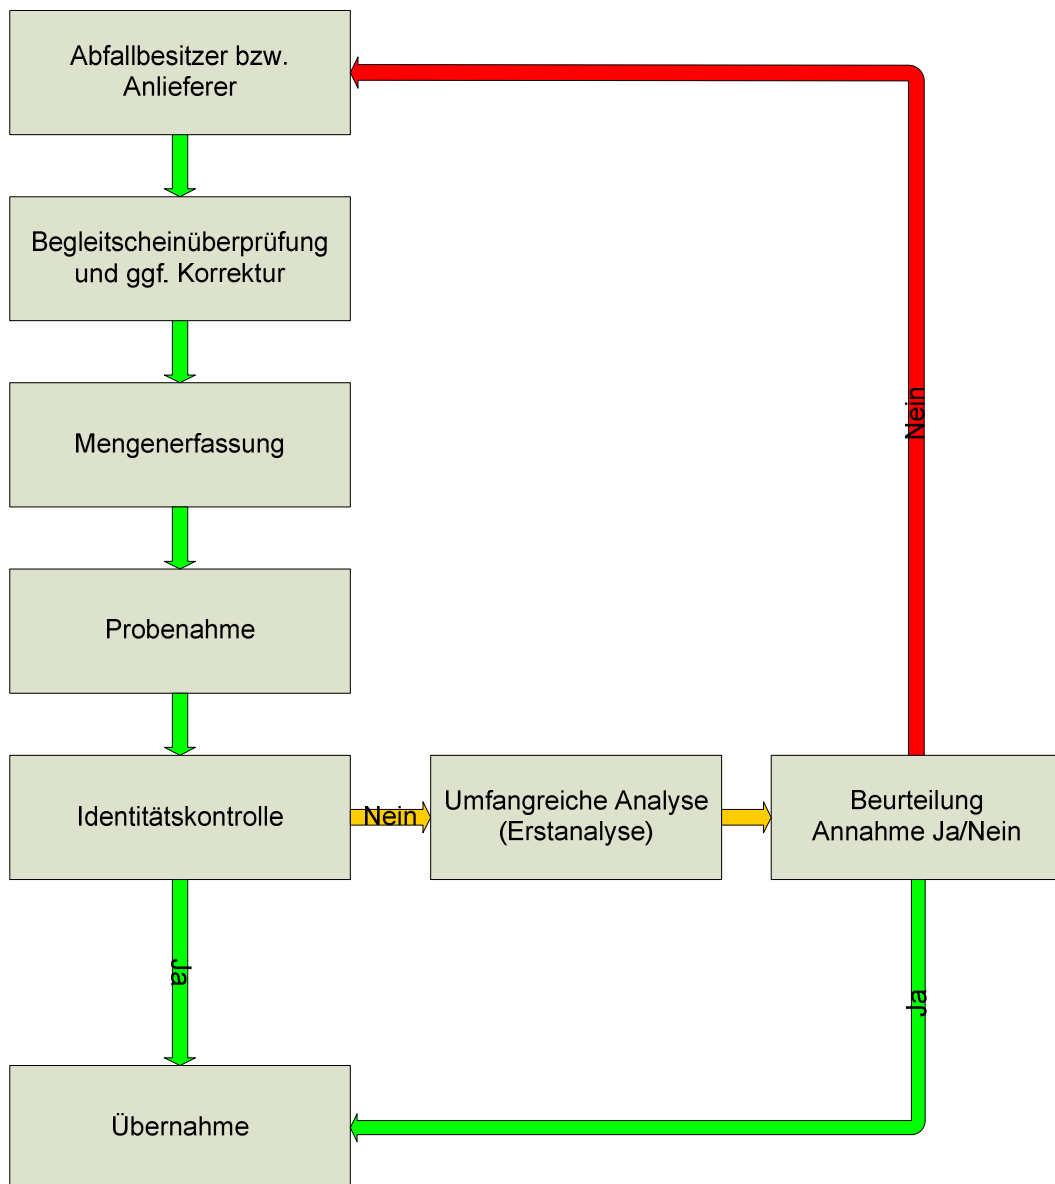 Abfallbesitzer bzw.
Anlieferer
Begleitscheinüberprüfung
und ggf. Korrektur
Nein
Mengenerfassung
Probenahme
Identitätskontrolle
Nein
Umfangreiche Analyse
(Erstanalyse)
Beurteilung
Annahme Ja/Nein
Ja
Ja
Übernahme